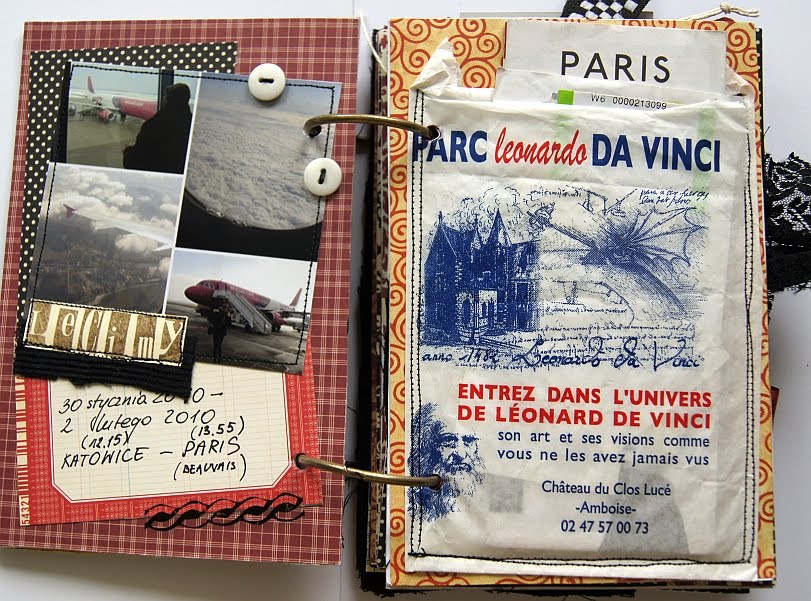 LeCimy
30 stycznia 2010 -
2 lutego 2010
(12.15) (13.55)
KATOWICE - PARIS
(BEAUVAIS)
54321
PARIS
W6 0000213099
PARC leonardo DA VINCI
anno 1482 Leonardo da Vinci
ENTREZ DANS L'UNIVERS
DE LÉONARD DE VINCI
son art et ses visions comme
vous ne les avez jamais vus
Château du Clos Lucé
-Amboise-
02 47 57 00 73